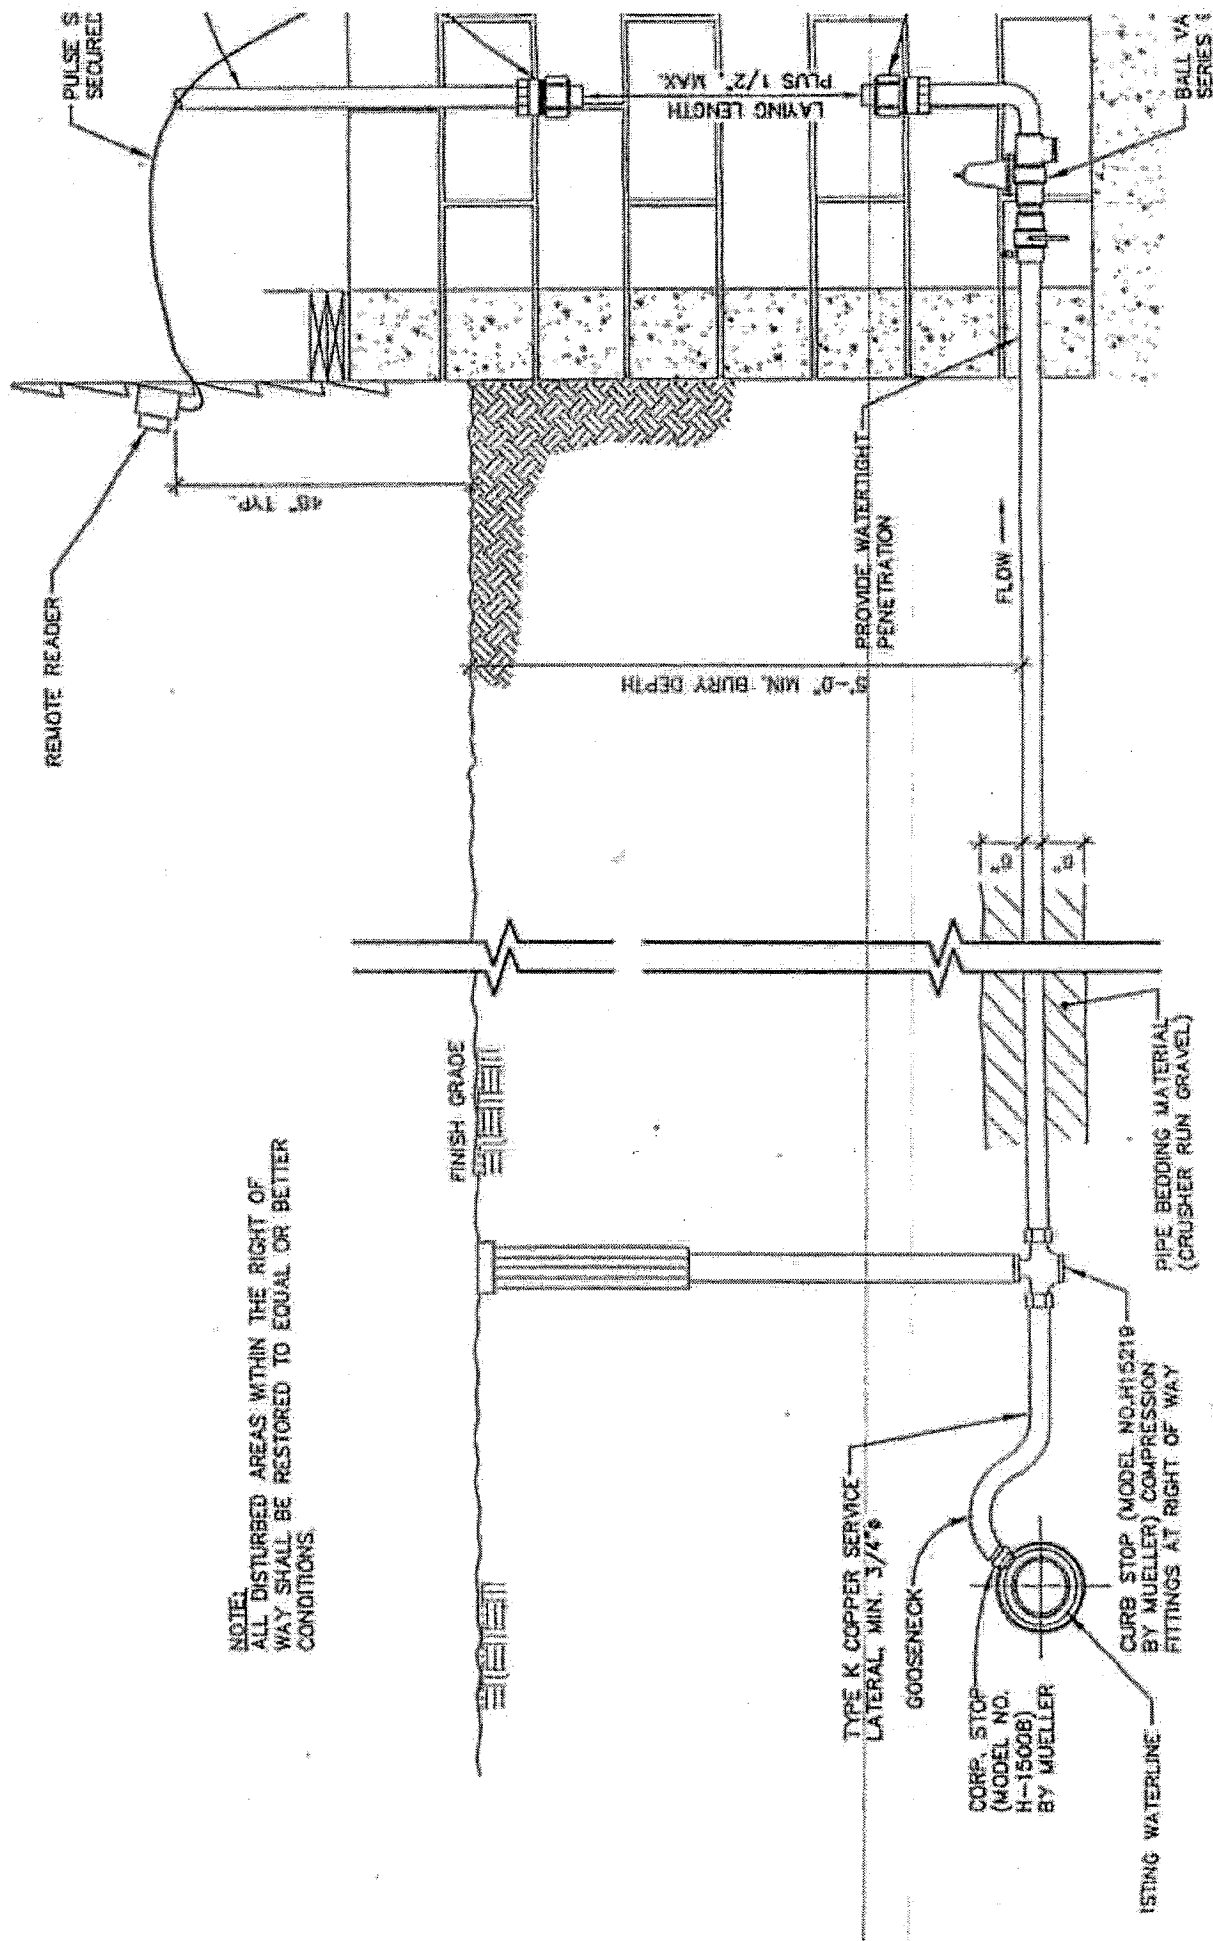 NOTE:
ALL DISTURBED AREAS WITHIN THE RIGHT OF
WAY SHALL BE RESTORED TO EQUAL OR BETTER
CONDITIONS.
REMOTE READER
PULSE S
SECURED
48" TYP.
FINISH GRADE
LAYING LENGTH
PLUS 1/2", MAX.
MIN. BURY DEPTH
PROVIDE WATERTIGHT
PENETRATION
FLOW
TYPE K COPPER SERVICE
LATERAL, MIN. 3/4"ø
GOOSENECK
CORP. STOP
(MODEL NO.
H-15008)
BY MUELLER
ISTING WATERLINE
CURB STOP (MODEL NO.H15219
BY MUELLER) COMPRESSION
FITTINGS AT RIGHT OF WAY
PIPE BEDDING MATERIAL
(CRUSHER RUN GRAVEL)
BALL VA
SERIES